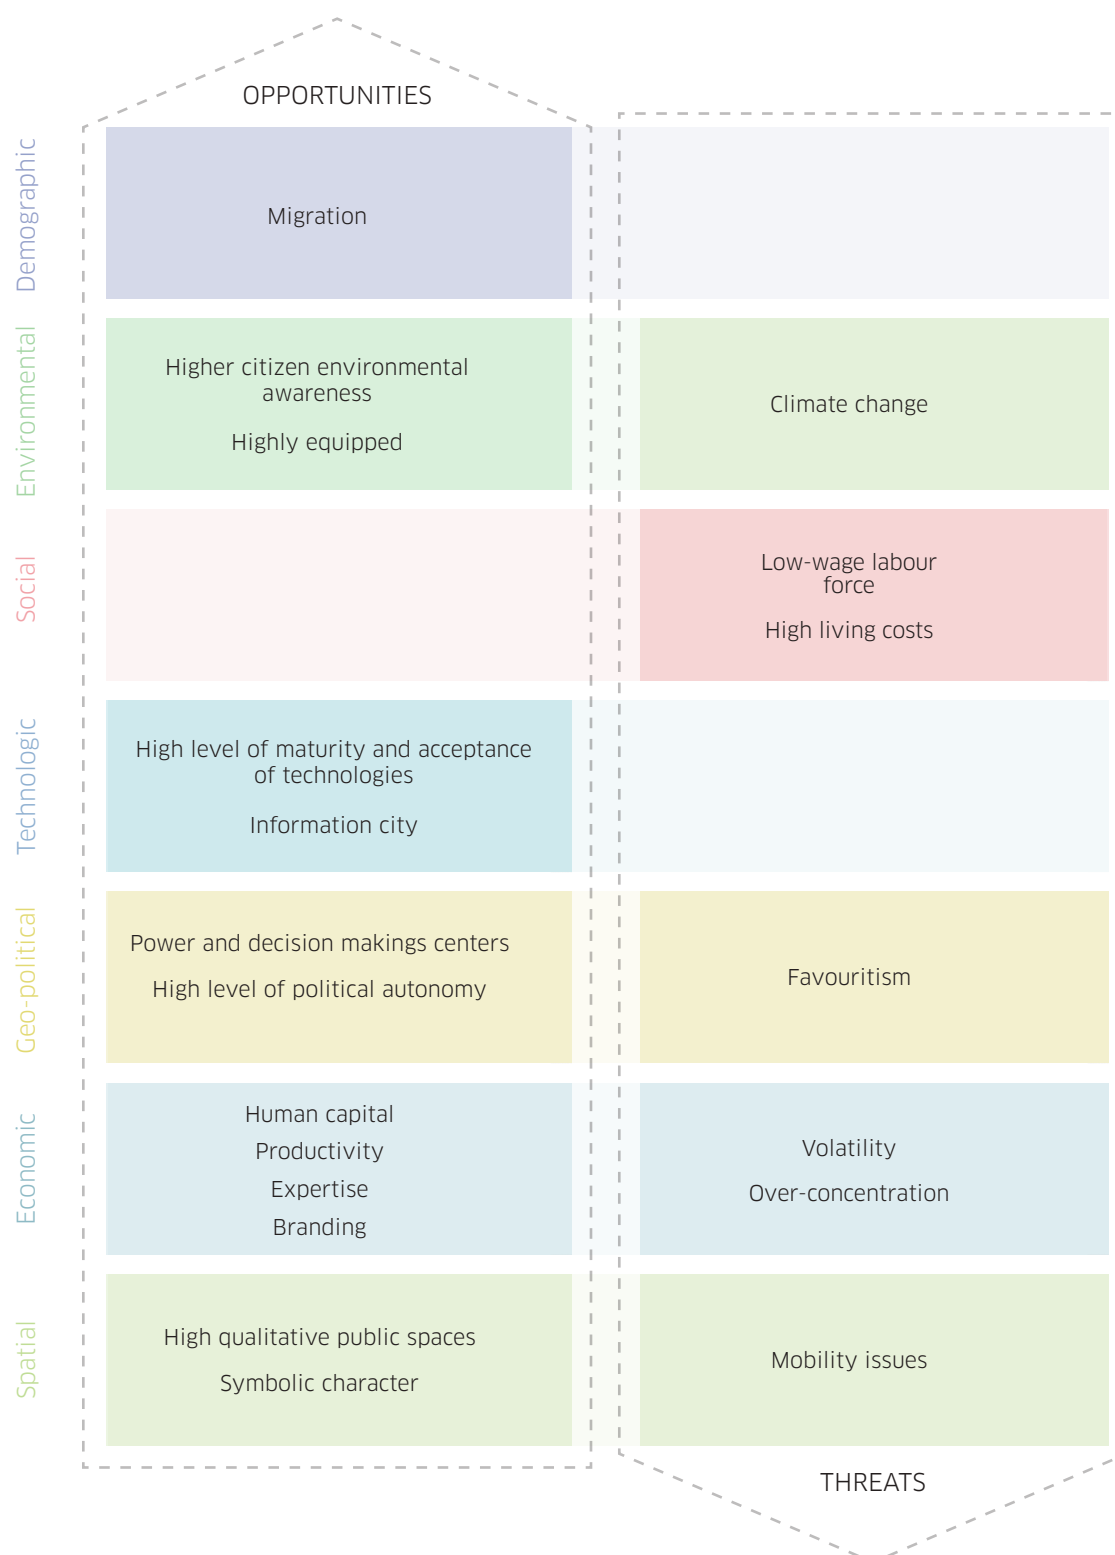 OPPORTUNITIES
Demographic
Migration
Environmental
Higher citizen environmental
awareness
Highly equipped
Climate change
Social
Low-wage labour
force
High living costs
Technologic
High level of maturity and acceptance
of technologies
Information city
Geo-political
Power and decision makings centers
High level of political autonomy
Favouritism
Economic
Human capital
Productivity
Expertise
Branding
Volatility
Over-concentration
Spatial
High qualitative public spaces
Symbolic character
Mobility issues
THREATS